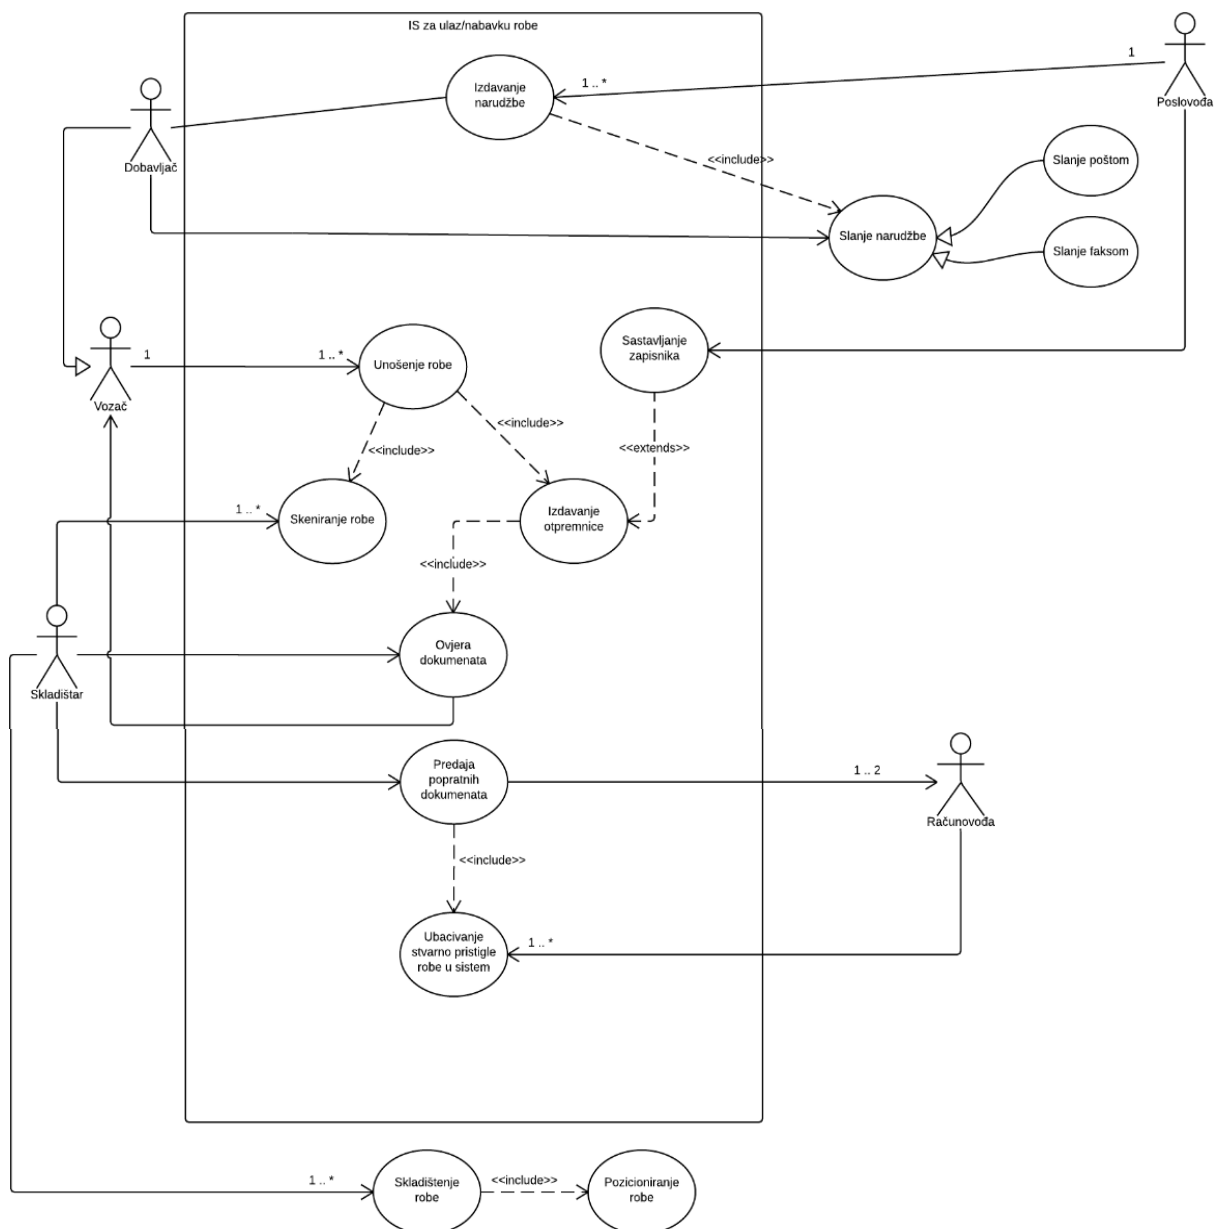 IS za ulaz/nabavku robe
Izdavanje
narudžbe
1 .. *
1
Poslovođa
Dobavljač
<<include>>
Slanje poštom
Slanje narudžbe
Slanje faksom
Vozač
1
1 .. *
Unošenje robe
Sastavljanje
zapisnika
<<include>>
<<include>>
<<extends>>
1 .. *
Skeniranje robe
Izdavanje
otpremnice
<<include>>
Skladištar
Ovjera
dokumenata
Predaja
popratnih
dokumenata
1 .. 2
Računovođa
<<include>>
Ubacivanje
stvarno pristigle
robe u sistem
1 .. *
1 .. *
Skladištenje
robe
<<include>>
Pozicioniranje
robe